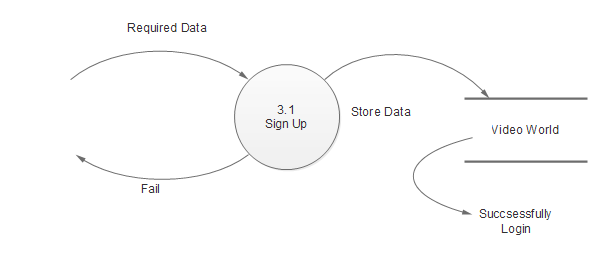 Required Data
3.1
Sign Up
Store Data
Video World
Fail
Succsessfully
Login